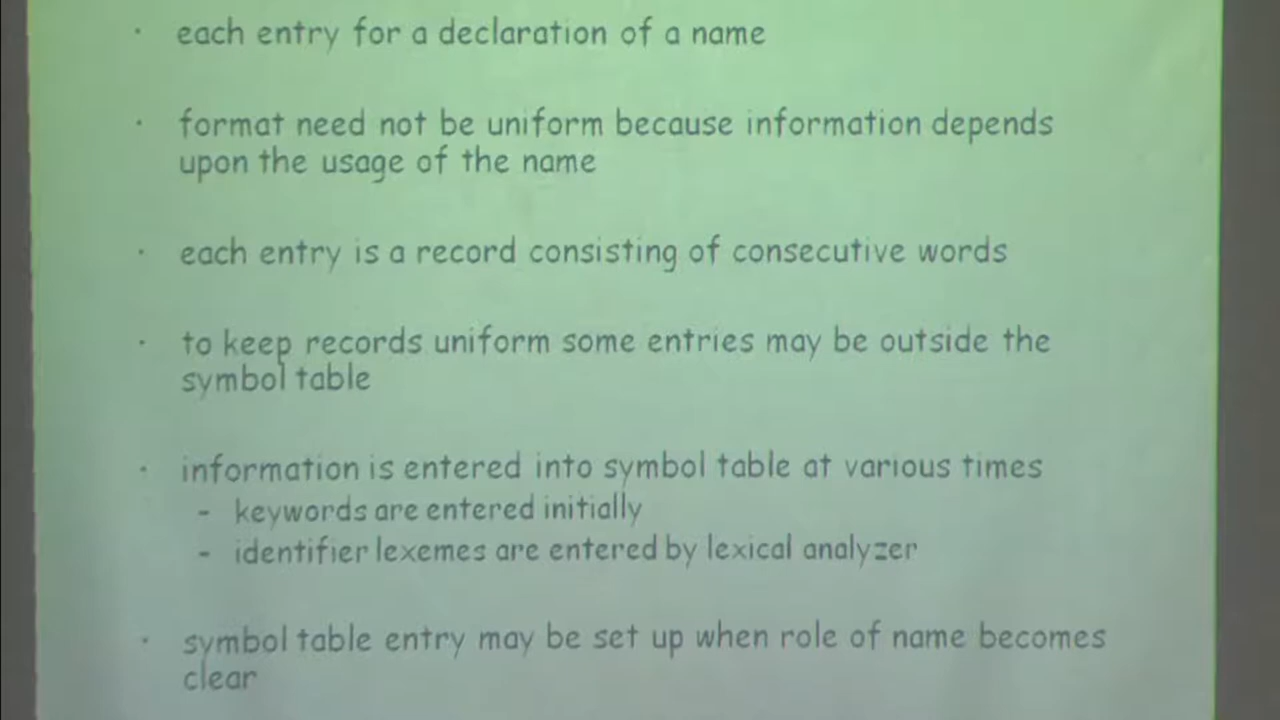 · each entry for a declaration of a name
· format need not be uniform because information depends
upon the usage of the name
· each entry is a record consisting of consecutive words
· to keep records uniform some entries may be outside the
symbol table
· information is entered into symbol table at various times
- keywords are entered initially
- identifier lexemes are entered by lexical analyzer
· symbol table entry may be set up when role of name becomes
clear